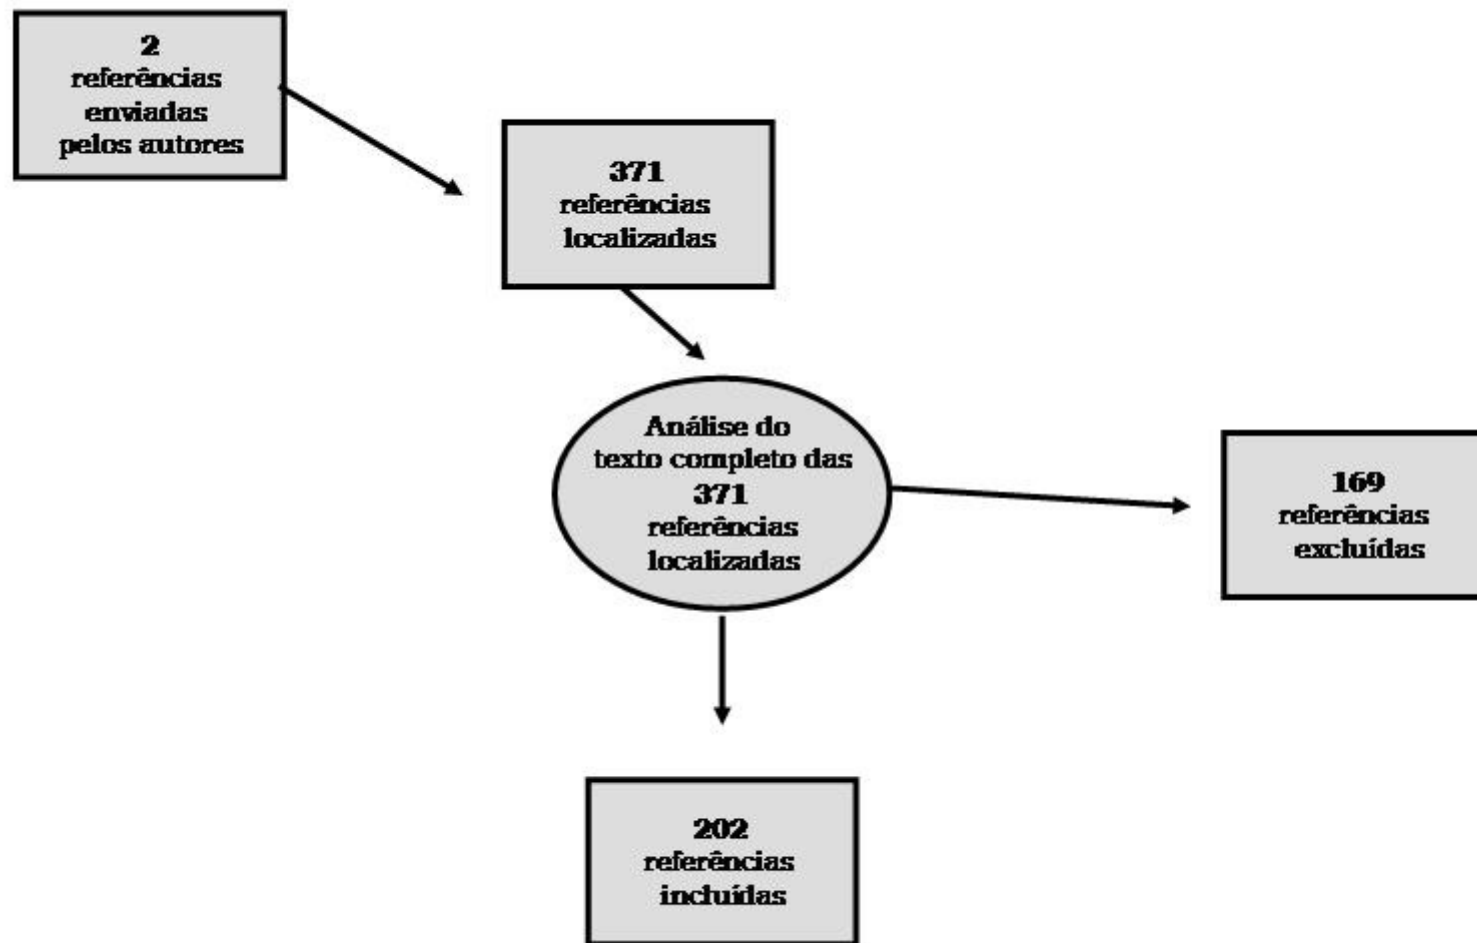 2
referências
enviadas
pelos autores
371
referências
localizadas
Análise do
texto completo das
371
referências
localizadas
169
referências
excluídas
202
referências
incluídas